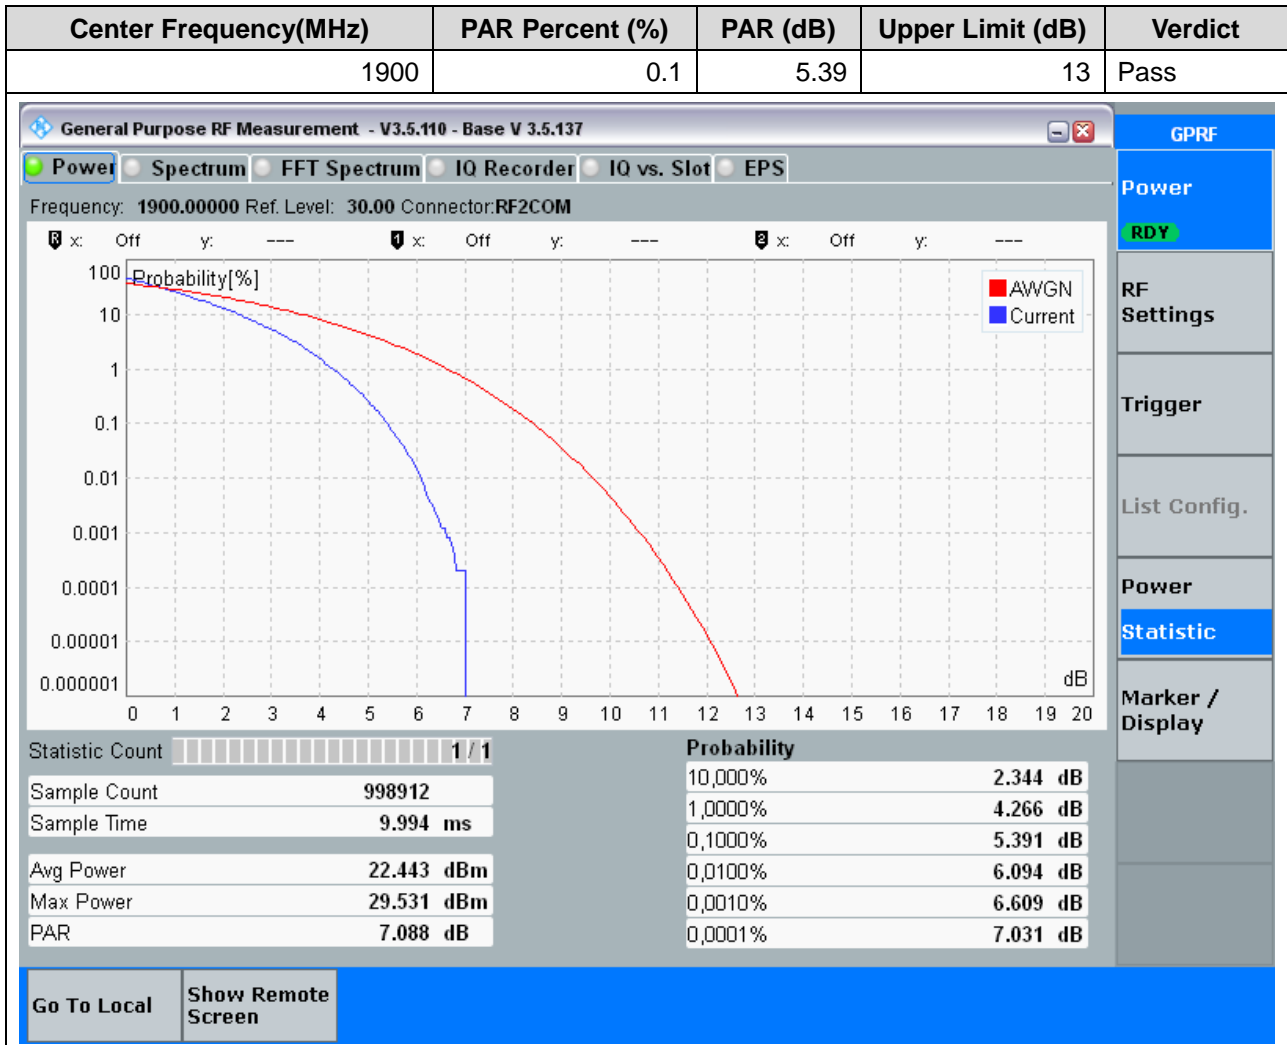 Center Frequency(MHz) PAR Percent (%) PAR (dB) Upper Limit (dB) Verdict
1900 0.1 5.39 13 Pass
General Purpose RF Measurement - V3.5.110 - Base V 3.5.137
GPRF
Power Spectrum FFT Spectrum IQ Recorder IQ vs. Slot EPS
Power
RDY
Frequency: 1900.00000 Ref. Level: 30.00 Connector:RF2COM
R x: Off y: --- 1 x: Off y: --- 2 x: Off y: ---
Probability[%]
AWGN
Current
100
10
1
0.1
0.01
0.001
0.0001
0.00001
0.000001
dB
0 1 2 3 4 5 6 7 8 9 10 11 12 13 14 15 16 17 18 19 20
RF
Settings
Trigger
List Config.
Power
Statistic
Marker /
Display
Statistic Count 1 / 1
Sample Count 998912
Sample Time 9.994 ms
Avg Power 22.443 dBm
Max Power 29.531 dBm
PAR 7.088 dB
Probability
10,000% 2.344 dB
1,0000% 4.266 dB
0,1000% 5.391 dB
0,0100% 6.094 dB
0,0010% 6.609 dB
0,0001% 7.031 dB
Go To Local
Show Remote
Screen